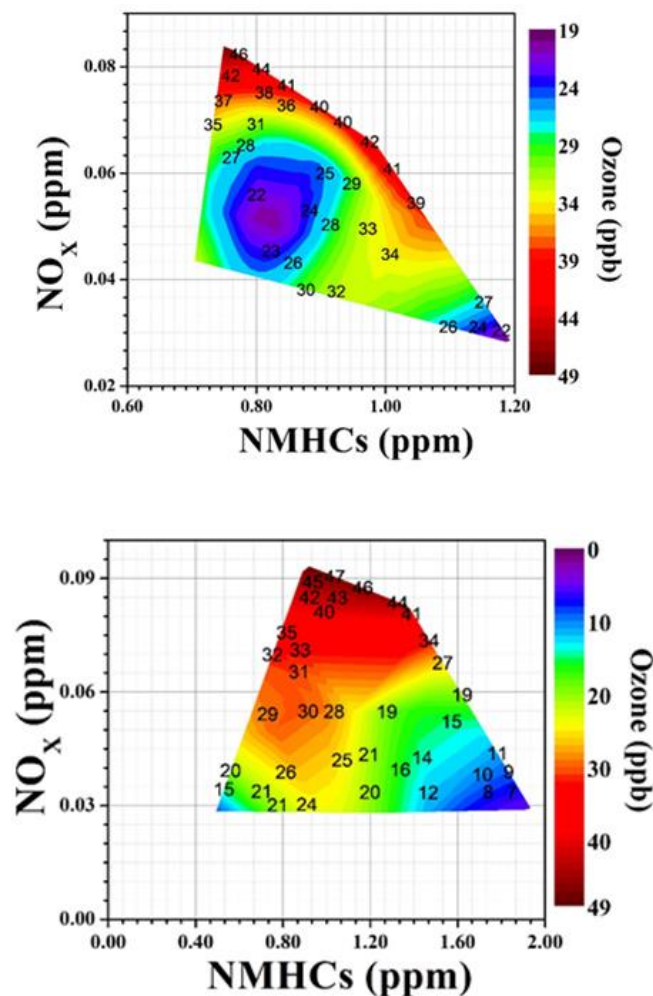 46
0.08
42 44
41
38
37 36 40
40
35 31 42
28
27
0.06 25 41
29
22 39
24
28 33
23 34
26
0.04
30 32
27
26 24 22
0.02
0.60 0.80 1.00 1.20
NMHCs (ppm)
NOX (ppm)
19
24
29
34
39
44
49
Ozone (ppb)
0.09
45 47
46
42 43 44
40 41
35
34
32 33
27
31
0.06
29 30 28 19 19
15
21 11
25 14
20 26 16 10 9
15 21 20 12 8 7
0.03
21 24
0.00
0.00 0.40 0.80 1.20 1.60 2.00
NMHCs (ppm)
NOX (ppm)
0
10
20
30
40
49
Ozone (ppb)